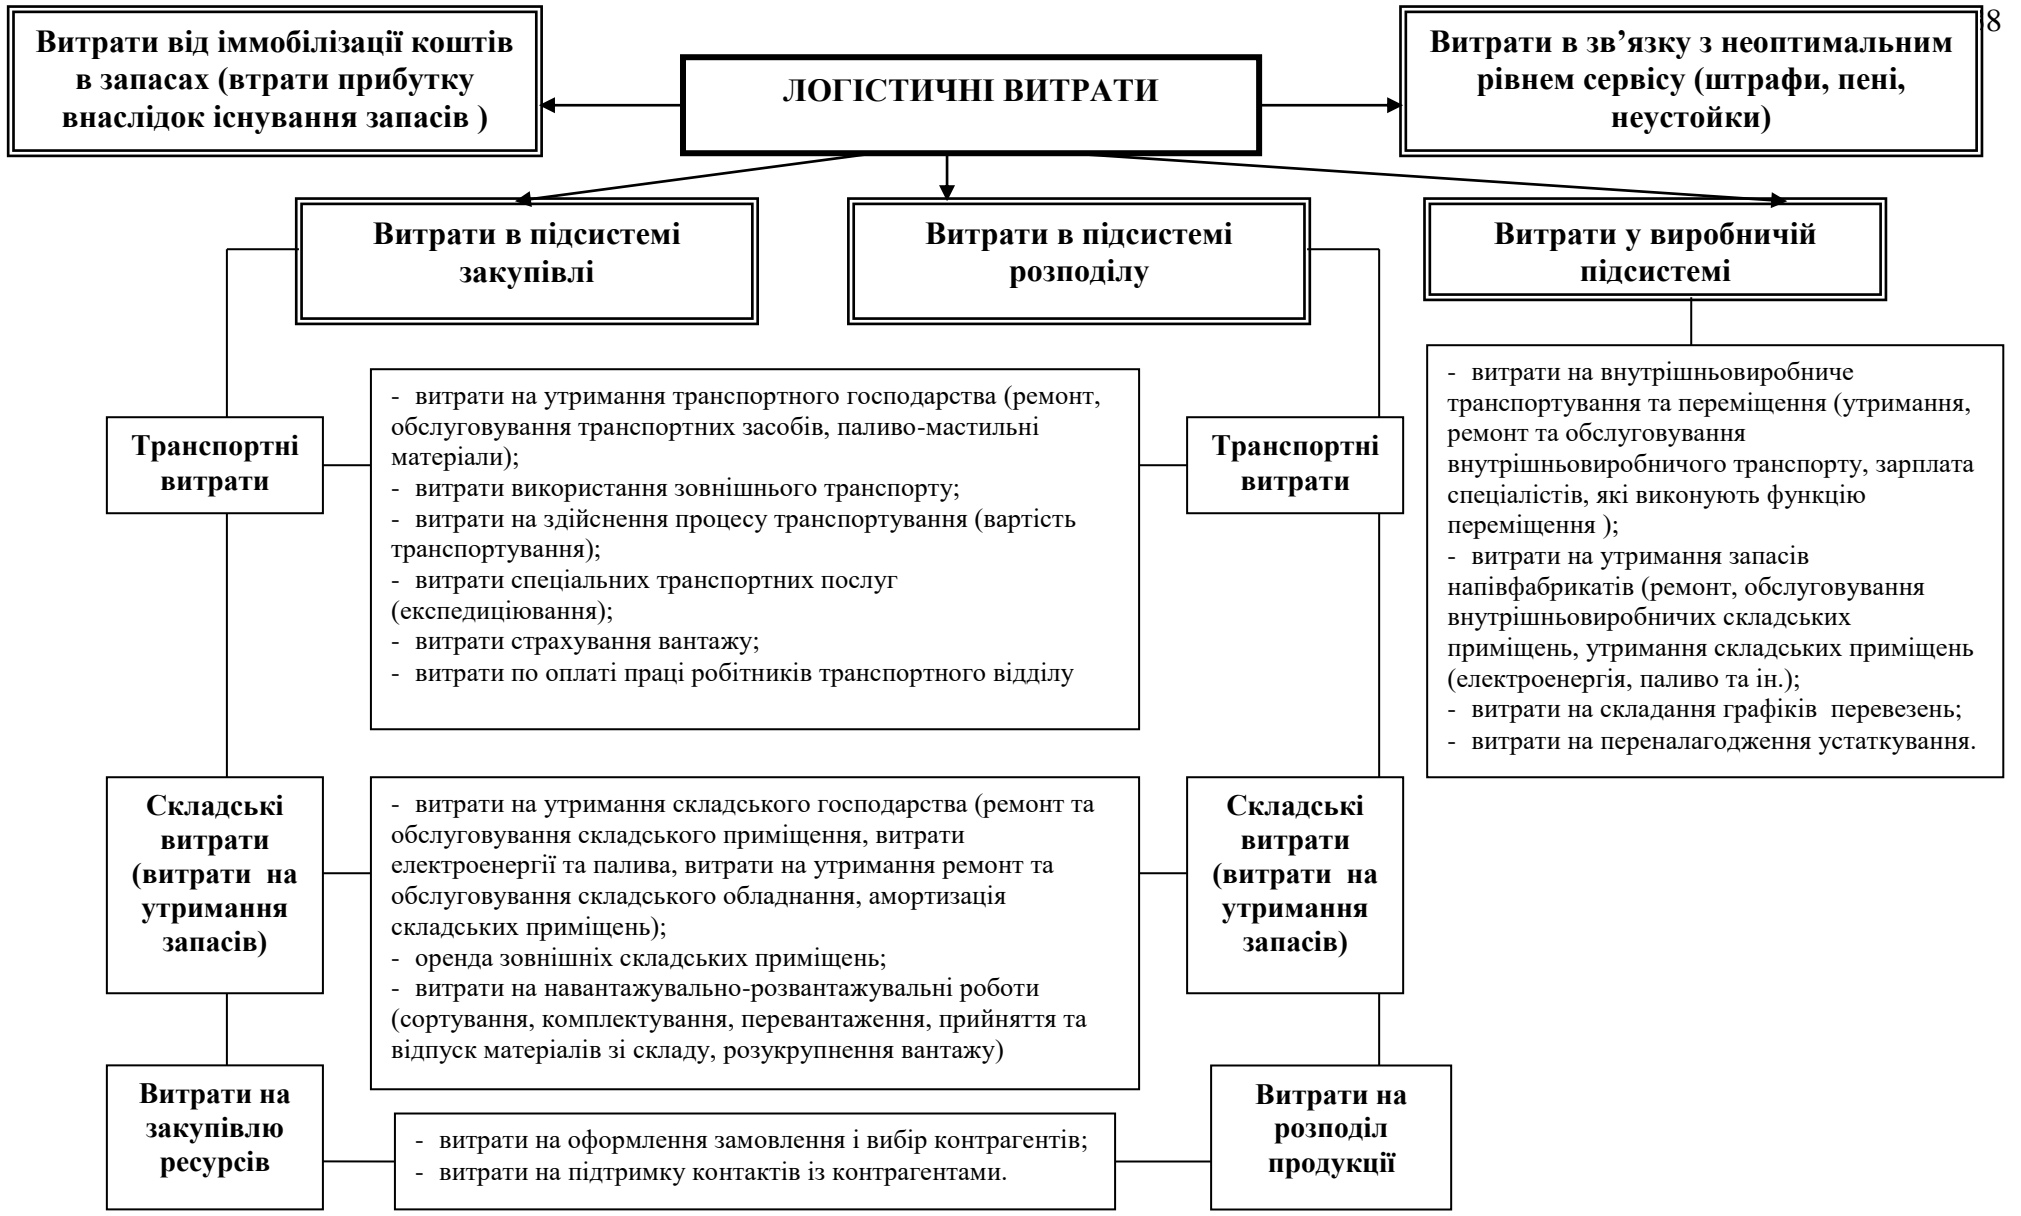 Витрати від іммобілізації коштів
в запасах (втрати прибутку
внаслідок існування запасів )
ЛОГІСТИЧНІ ВИТРАТИ
Витрати в зв’язку з неоптимальним
рівнем сервісу (штрафи, пені,
неустойки)
8
Витрати в підсистемі
закупівлі
Витрати в підсистемі
розподілу
Витрати у виробничій
підсистемі
Транспортні
витрати
- витрати на утримання транспортного господарства (ремонт,
обслуговування транспортних засобів, паливо-мастильні
матеріали);
- витрати використання зовнішнього транспорту;
- витрати на здійснення процесу транспортування (вартість
транспортування);
- витрати спеціальних транспортних послуг
(експедиціювання);
- витрати страхування вантажу;
- витрати по оплаті праці робітників транспортного відділу
Транспортні
витрати
- витрати на внутрішньовиробниче
транспортування та переміщення (утримання,
ремонт та обслуговування
внутрішньовиробничого транспорту, зарплата
спеціалістів, які виконують функцію
переміщення );
- витрати на утримання запасів
напівфабрикатів (ремонт, обслуговування
внутрішньовиробничих складських
приміщень, утримання складських приміщень
(електроенергія, паливо та ін.);
- витрати на складання графіків перевезень;
- витрати на переналагодження устаткування.
Складські
витрати
(витрати на
утримання
запасів)
- витрати на утримання складського господарства (ремонт та
обслуговування складського приміщення, витрати
електроенергії та палива, витрати на утримання ремонт та
обслуговування складського обладнання, амортизація
складських приміщень);
- оренда зовнішніх складських приміщень;
- витрати на навантажувально-розвантажувальні роботи
(сортування, комплектування, перевантаження, прийняття та
відпуск матеріалів зі складу, розукрупнення вантажу)
Складські
витрати
(витрати на
утримання
запасів)
Витрати на
закупівлю
ресурсів
- витрати на оформлення замовлення і вибір контрагентів;
- витрати на підтримку контактів із контрагентами.
Витрати на
розподіл
продукції